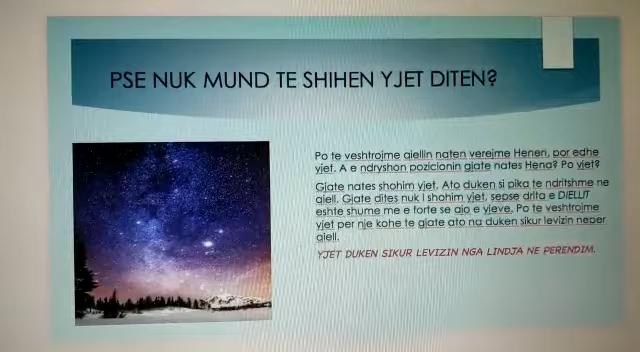 PSE NUK MUND TE SHIHEN YJET DITEN?
Po te veshtrojme qiellin naten verejme Henen, por edhe
yjet. A e ndryshon pozicionin gjate nates Hena? Po yjet?
Gjate nates shohim yjet. Ato duken si pika te ndritshme ne
qiell. Gjate dites nuk i shohim yjet, sepse drita e DIELLIT
eshte shume me e forte se ajo e yjeve. Po te veshtrojme
yjet per nje kohe te gjate ato na duken sikur levizin neper
qiell.
YJET DUKEN SIKUR LEVIZIN NGA LINDJA NE PERENDIM.